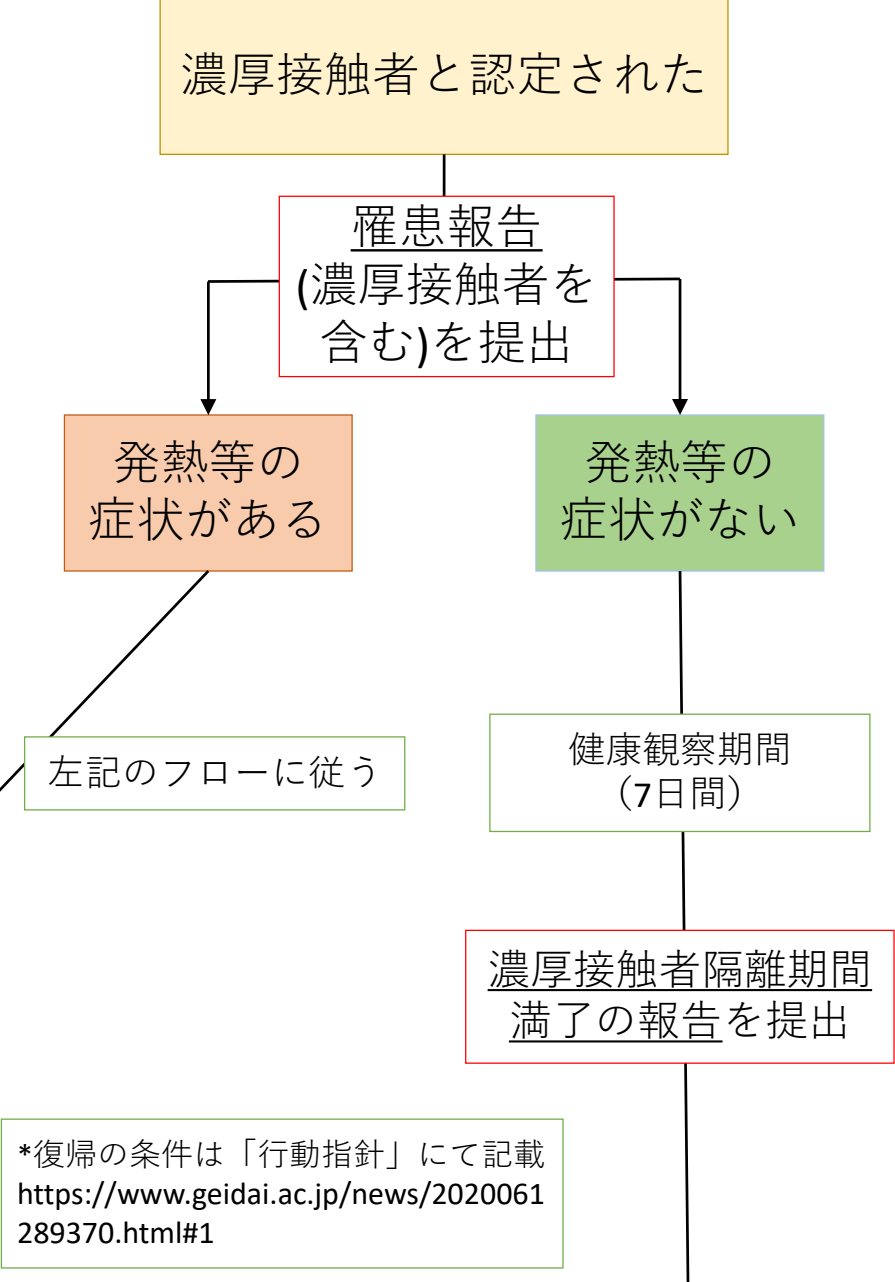 濃厚接触者と認定された
罹患報告
(濃厚接触者を
含む)を提出
発熱等の
症状がある
発熱等の
症状がない
左記のフローに従う
健康観察期間
（7日間）
濃厚接触者隔離期間
満了の報告を提出
*復帰の条件は「行動指針」にて記載
https://www.geidai.ac.jp/news/2020061
289370.html#1